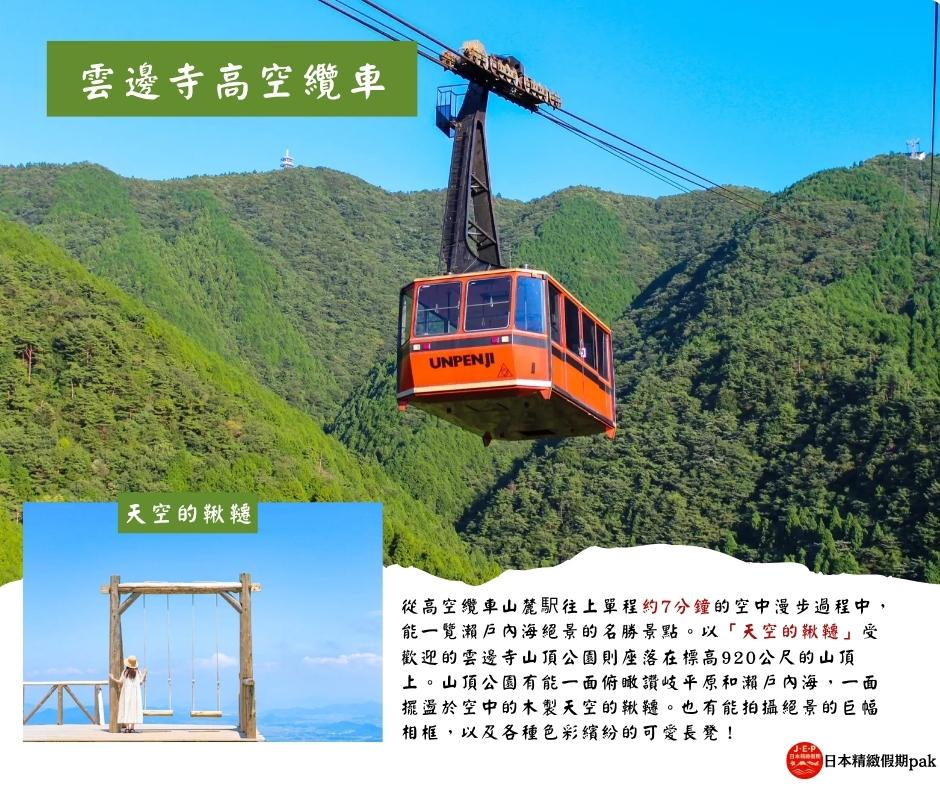 雲邊寺高空纜車
UNPENJI
天空的鞦韆
從高空纜車山麓駅往上單程約7分鐘的空中漫步過程中，
能一覽瀨戶內海絕景的名勝景點。以「天空的鞦韆」受
歡迎的雲邊寺山頂公園則座落在標高920公尺的山頂
上。山頂公園有能一面俯瞰讚岐平原和瀨戶內海，一面
擺盪於空中的木製天空的鞦韆。也有能拍攝絕景的巨幅
相框，以及各種色彩繽紛的可愛長凳！
J·E·P
日本精緻假期
日本精緻假期pak